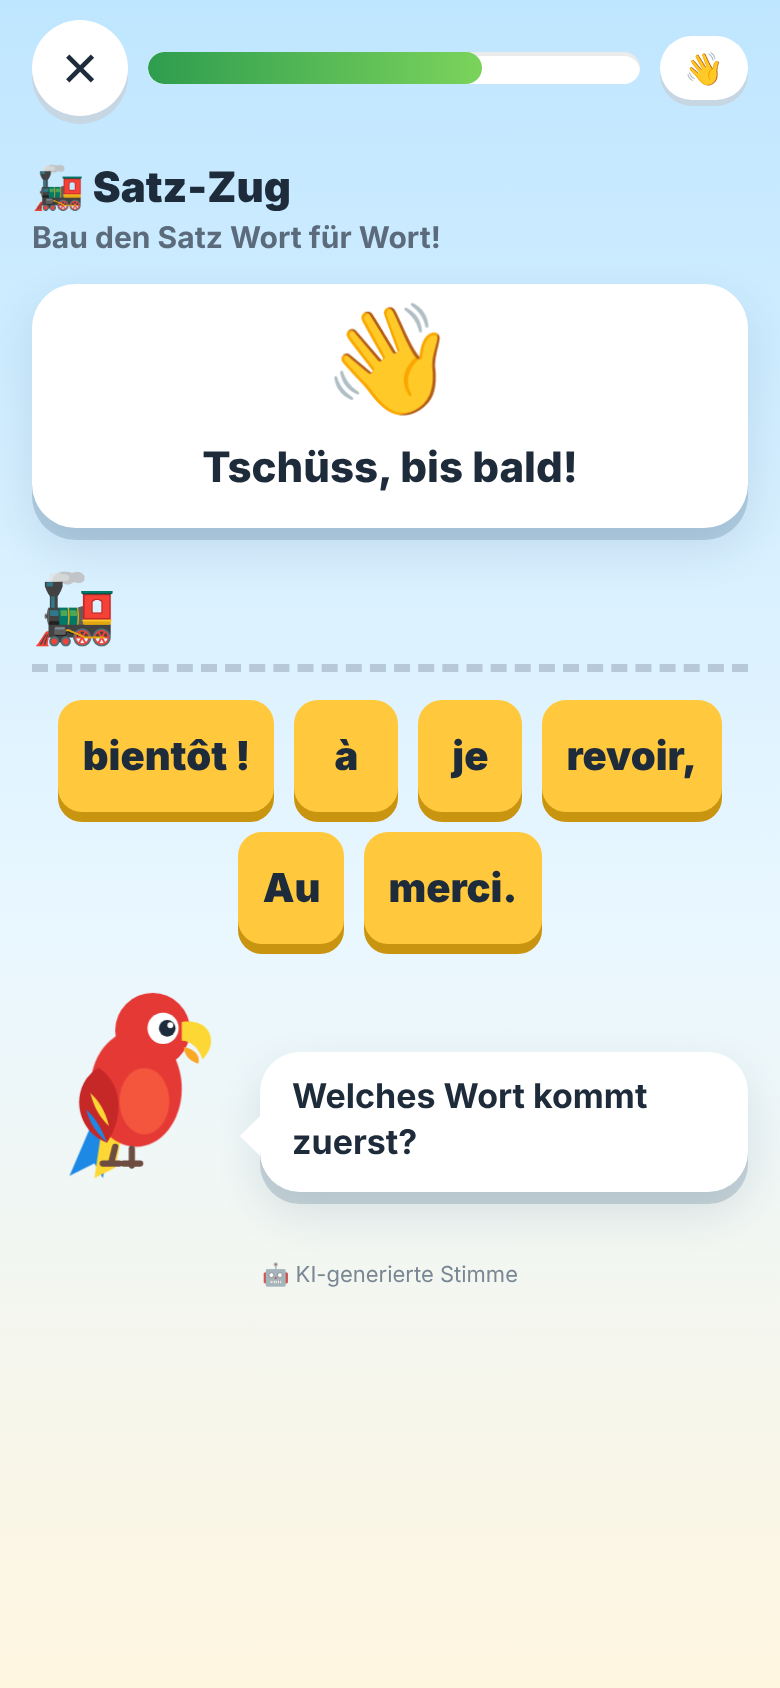 Satz-Zug
Bau den Satz Wort für Wort!
Tschüss, bis bald!
bientôt !
à
je
revoir,
Au
merci.
Welches Wort kommt
zuerst?
KI-generierte Stimme